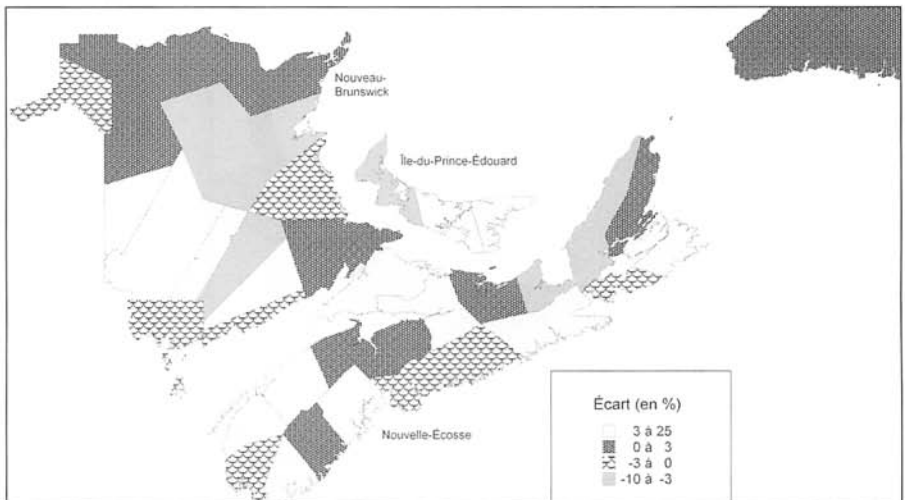 Nouveau-
Brunswick
Île-du-Prince-Édouard
Nouvelle-Écosse
Écart (en %)
3 à 25
0 à 3
-3 à 0
-10 à -3